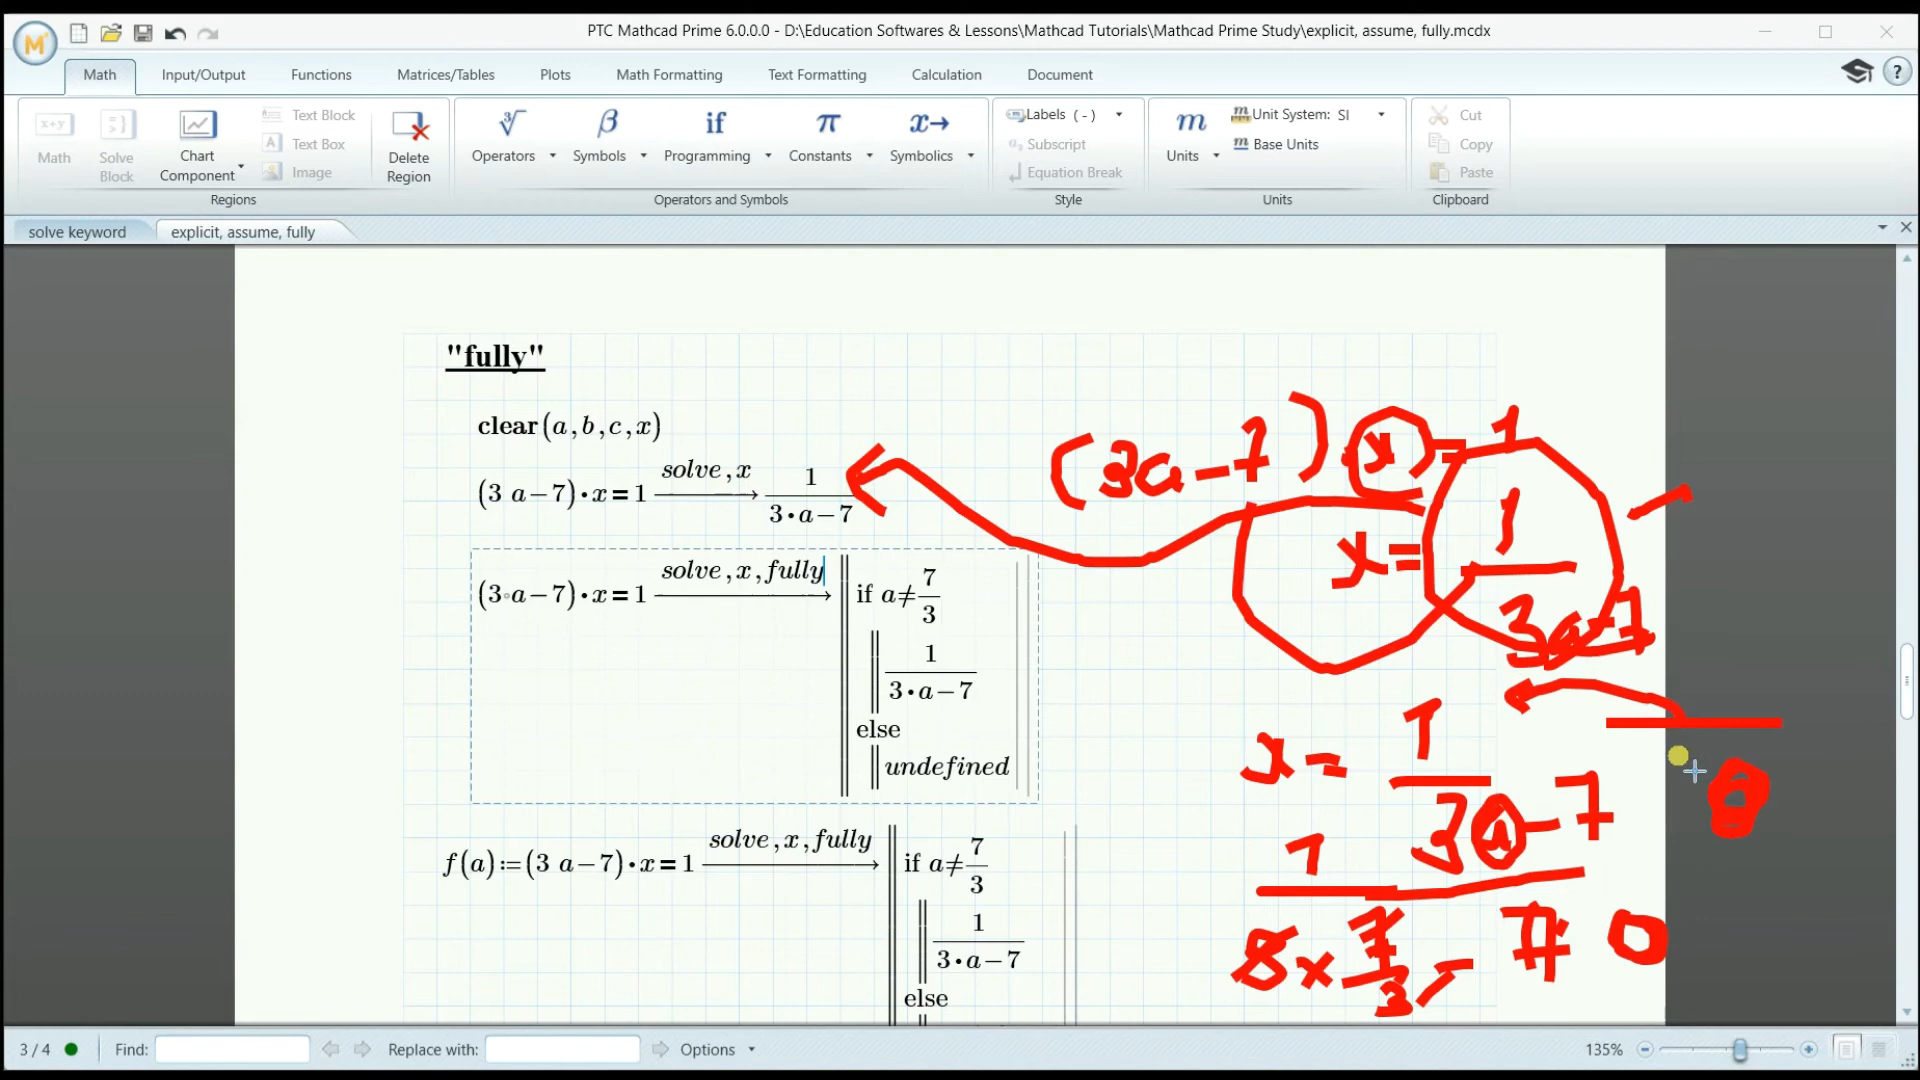 PTC Mathcad Prime 6.0.0.0 - D:\Education Softwares & Lessons\Mathcad Tutorials\Mathcad Prime Study\explicit, assume, fully.mcdx
Math Input/Output Functions Matrices/Tables Plots Math Formatting Text Formatting Calculation Document
x+y
Math
Solve Block
Chart Component
Text Block
Text Box
Image
Delete Region
Regions
Operators
β Symbols
if Programming
π Constants
x→ Symbolics
Operators and Symbols
Labels (-)
Subscript
Equation Break
Style
m Units
Unit System: SI
Base Units
Units
Cut
Copy
Paste
Clipboard
solve keyword explicit, assume, fully
"fully"
clear(a,b,c,x)
(3 a−7)•x=1 solve,x → 1/(3•a−7)
(3a−7).x=1
(3∘a−7)•x=1 solve,x,fully → if a≠7/3
1/(3•a−7)
else
undefined
x=1/(3a-7)
x=1/(3a-7)
0
1
8x7/3-7 0
f(a):=(3 a−7)•x=1 solve,x,fully → if a≠7/3
1/(3•a−7)
else
3 / 4 Find: Replace with: Options 135%